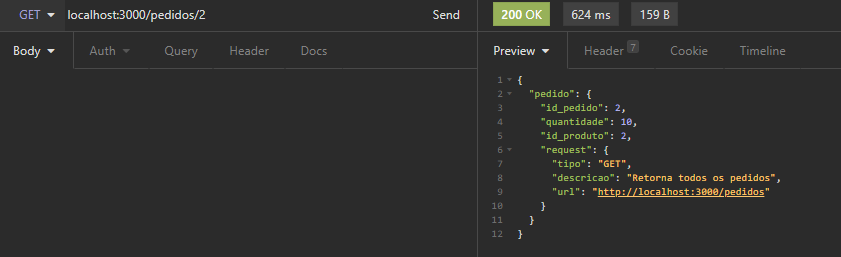 GET localhost:3000/pedidos/2 Send
200 OK 624 ms 159 B
Body Auth Query Header Docs
Preview Header 7 Cookie Timeline
1 {
2 "pedido": {
3 "id_pedido": 2,
4 "quantidade": 10,
5 "id_produto": 2,
6 "request": {
7 "tipo": "GET",
8 "descricao": "Retorna todos os pedidos",
9 "url": "http://localhost:3000/pedidos"
10 }
11 }
12 }